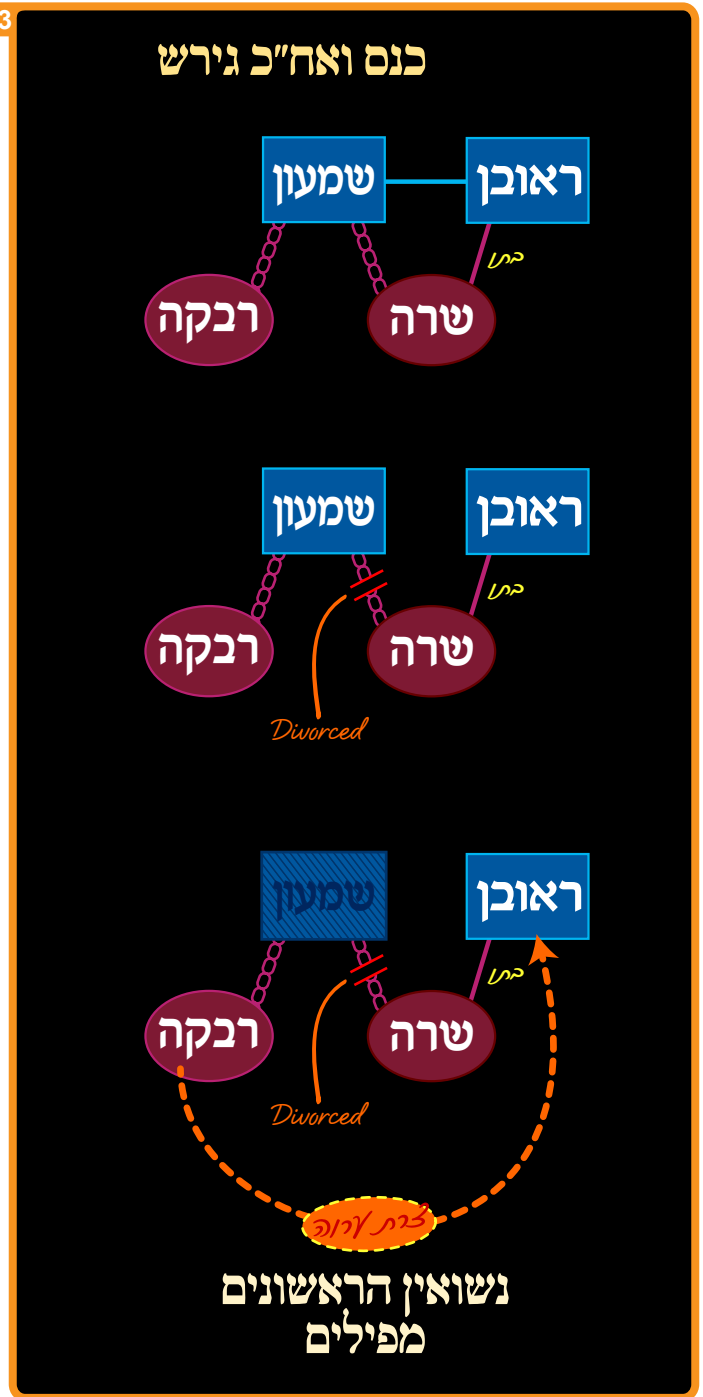 3
כנס ואח"כ גירש
ראובן
שמעון
בתו
שרה
רבקה
ראובן
שמעון
בתו
שרה
רבקה
Divorced
ראובן
שמעון
בתו
שרה
רבקה
Divorced
צרת ערוה
נשואין הראשונים
מפילים